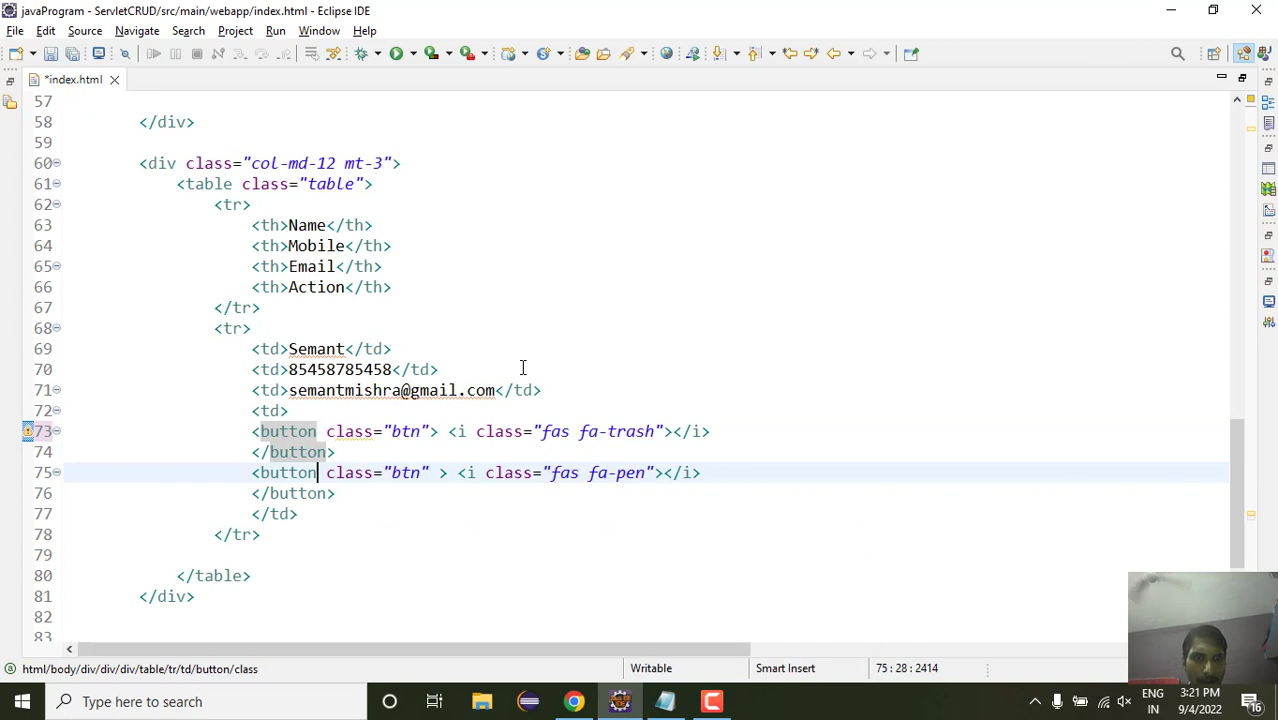 javaProgram - ServletCRUD/src/main/webapp/index.html - Eclipse IDE
File Edit Source Navigate Search Project Run Window Help
*index.html
57
58 </div>
59
60 <div class="col-md-12 mt-3">
61 <table class="table">
62 <tr>
63 <th>Name</th>
64 <th>Mobile</th>
65 <th>Email</th>
66 <th>Action</th>
67 </tr>
68 <tr>
69 <td>Semant</td>
70 <td>85458785458</td>
71 <td>semantmishra@gmail.com</td>
72 <td>
73 <button class="btn"> <i class="fas fa-trash"></i>
74 </button>
75 <button class="btn" > <i class="fas fa-pen"></i>
76 </button>
77 </td>
78 </tr>
79
80 </table>
81 </div>
82
83
html/body/div/div/div/table/tr/td/button/class Writable Smart Insert 75 : 28 : 2414
Type here to search
ENG 3:21 PM
IN 9/4/2022 16